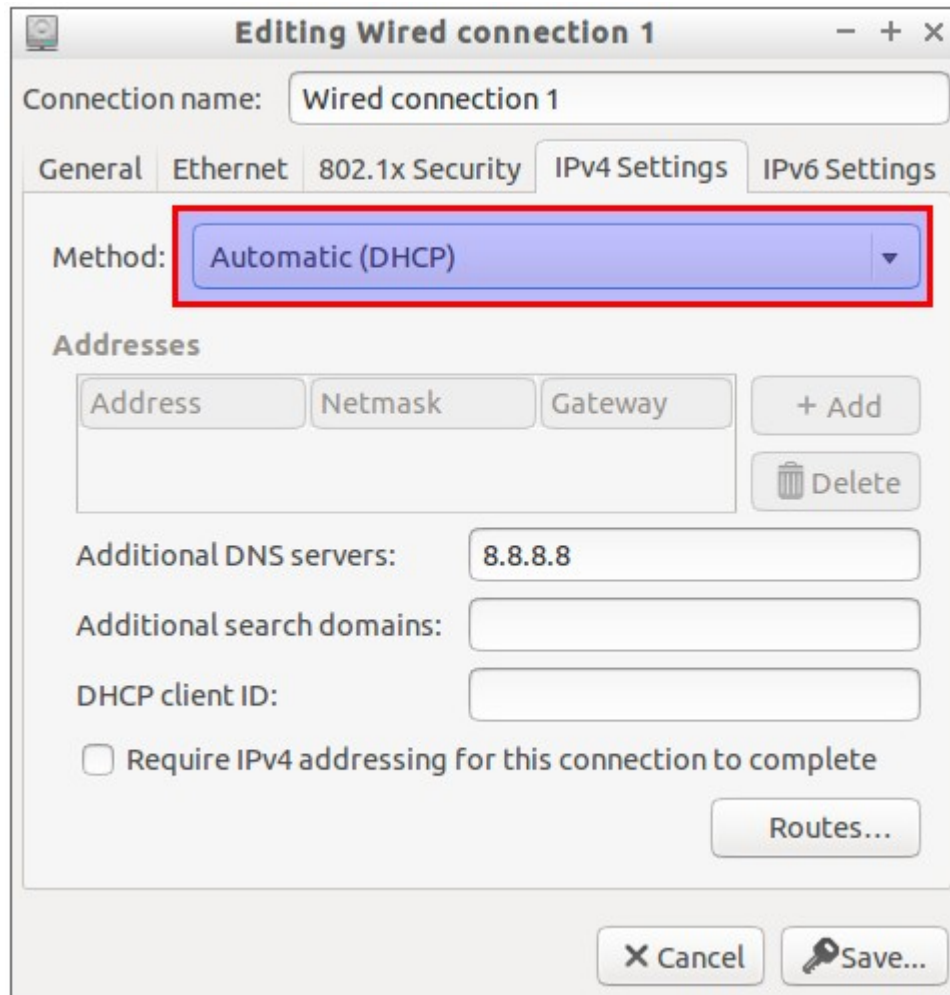 Editing Wired connection 1
Connection name: Wired connection 1
General Ethernet 802.1x Security IPv4 Settings IPv6 Settings
Method: Automatic (DHCP)
Addresses
Address Netmask Gateway + Add
Delete
Additional DNS servers: 8.8.8.8
Additional search domains:
DHCP client ID:
Require IPv4 addressing for this connection to complete
Routes...
Cancel Save...